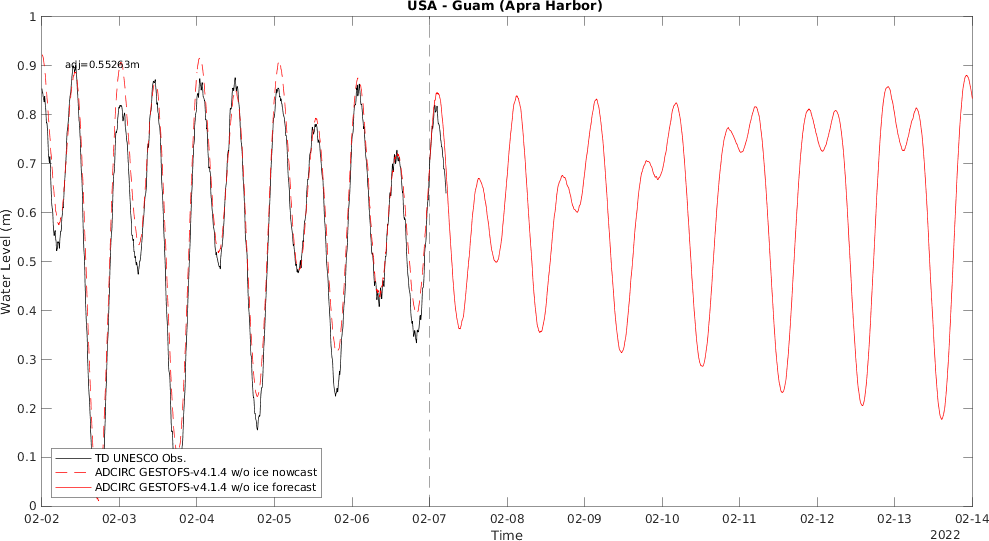 USA - Guam (Apra Harbor)
1
0.9
0.8
0.7
0.6
0.5
0.4
0.3
0.2
0.1
0
Water Level (m)
adj=0.55263m
TD UNESCO Obs.
ADCIRC GESTOFS-v4.1.4 w/o ice nowcast
ADCIRC GESTOFS-v4.1.4 w/o ice forecast
02-02 02-03 02-04 02-05 02-06 02-07 02-08 02-09 02-10 02-11 02-12 02-13 02-14
Time
2022